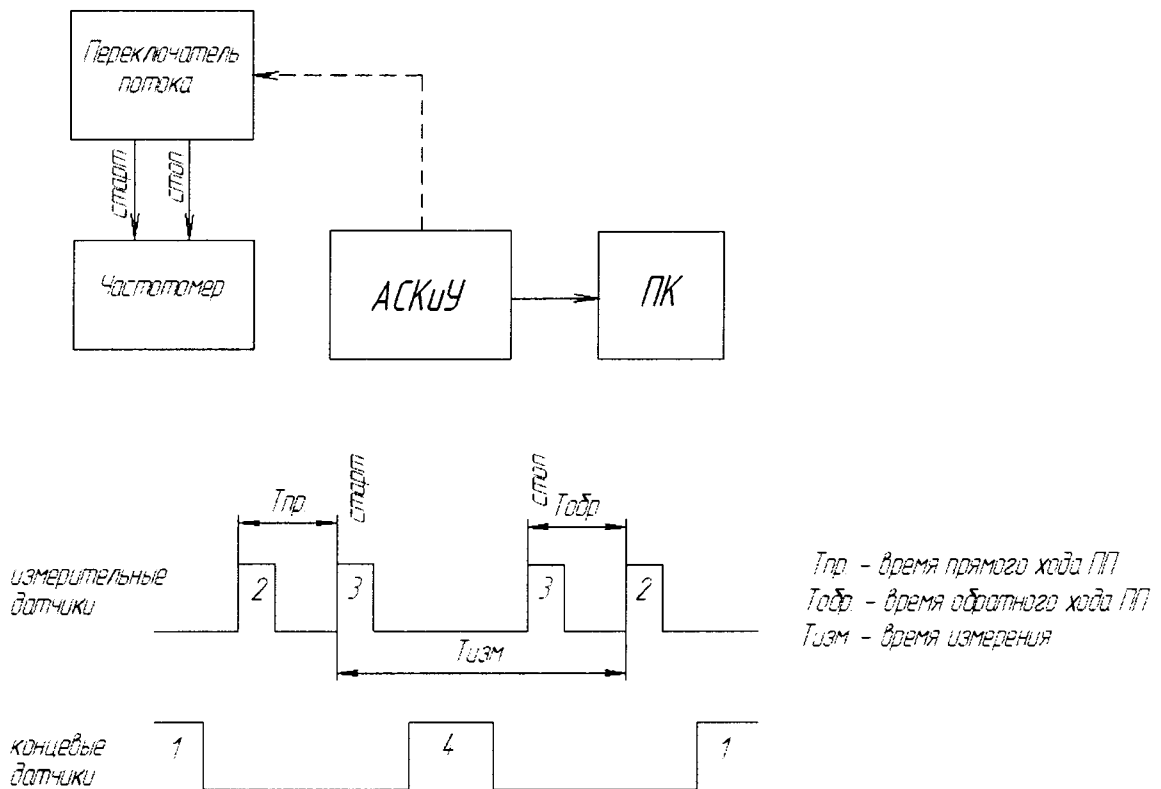 Переключатель
потока
старт
стоп
Частотомер
АСКиУ
ПК
Тпр.
старт
стоп
Тобр
измерительные
датчики
2
3
3
2
Тизм
Тпр. - время прямого хода ПП
Тобр. - время обратного хода ПП
Тизм - время измерения
концевые
датчики
1
4
1